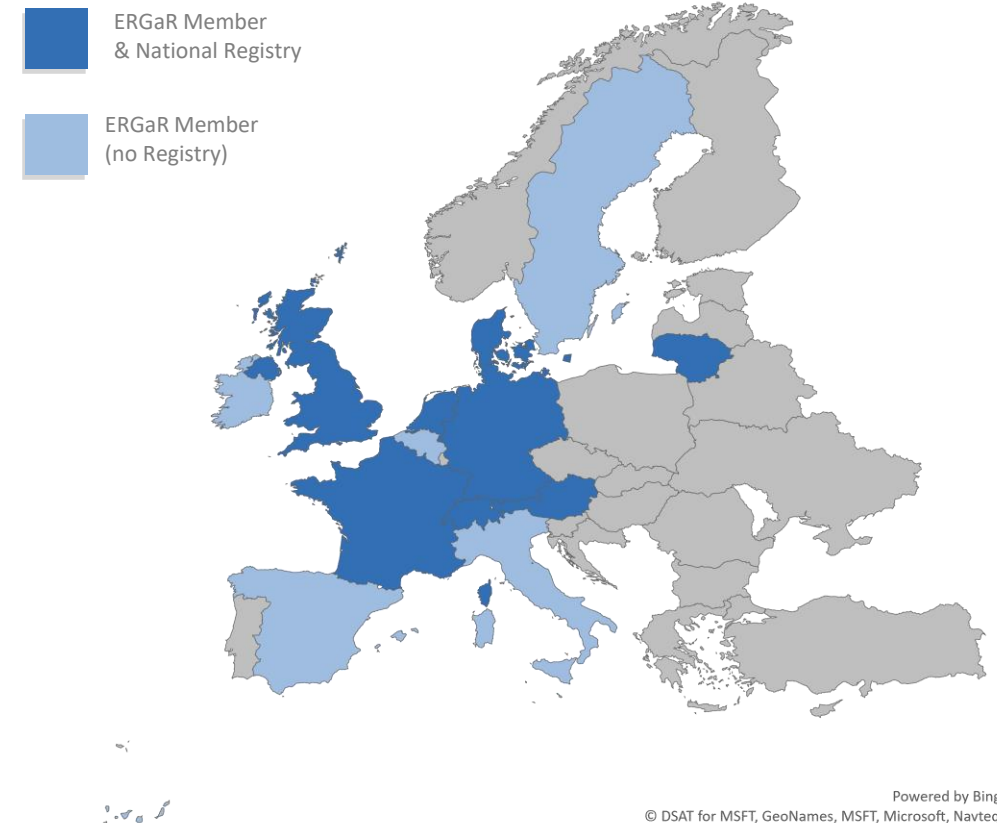 ERGaR Member
& National Registry
ERGaR Member
(no Registry)
Powered by Bing
© DSAT for MSFT, GeoNames, MSFT, Microsoft, Navteq